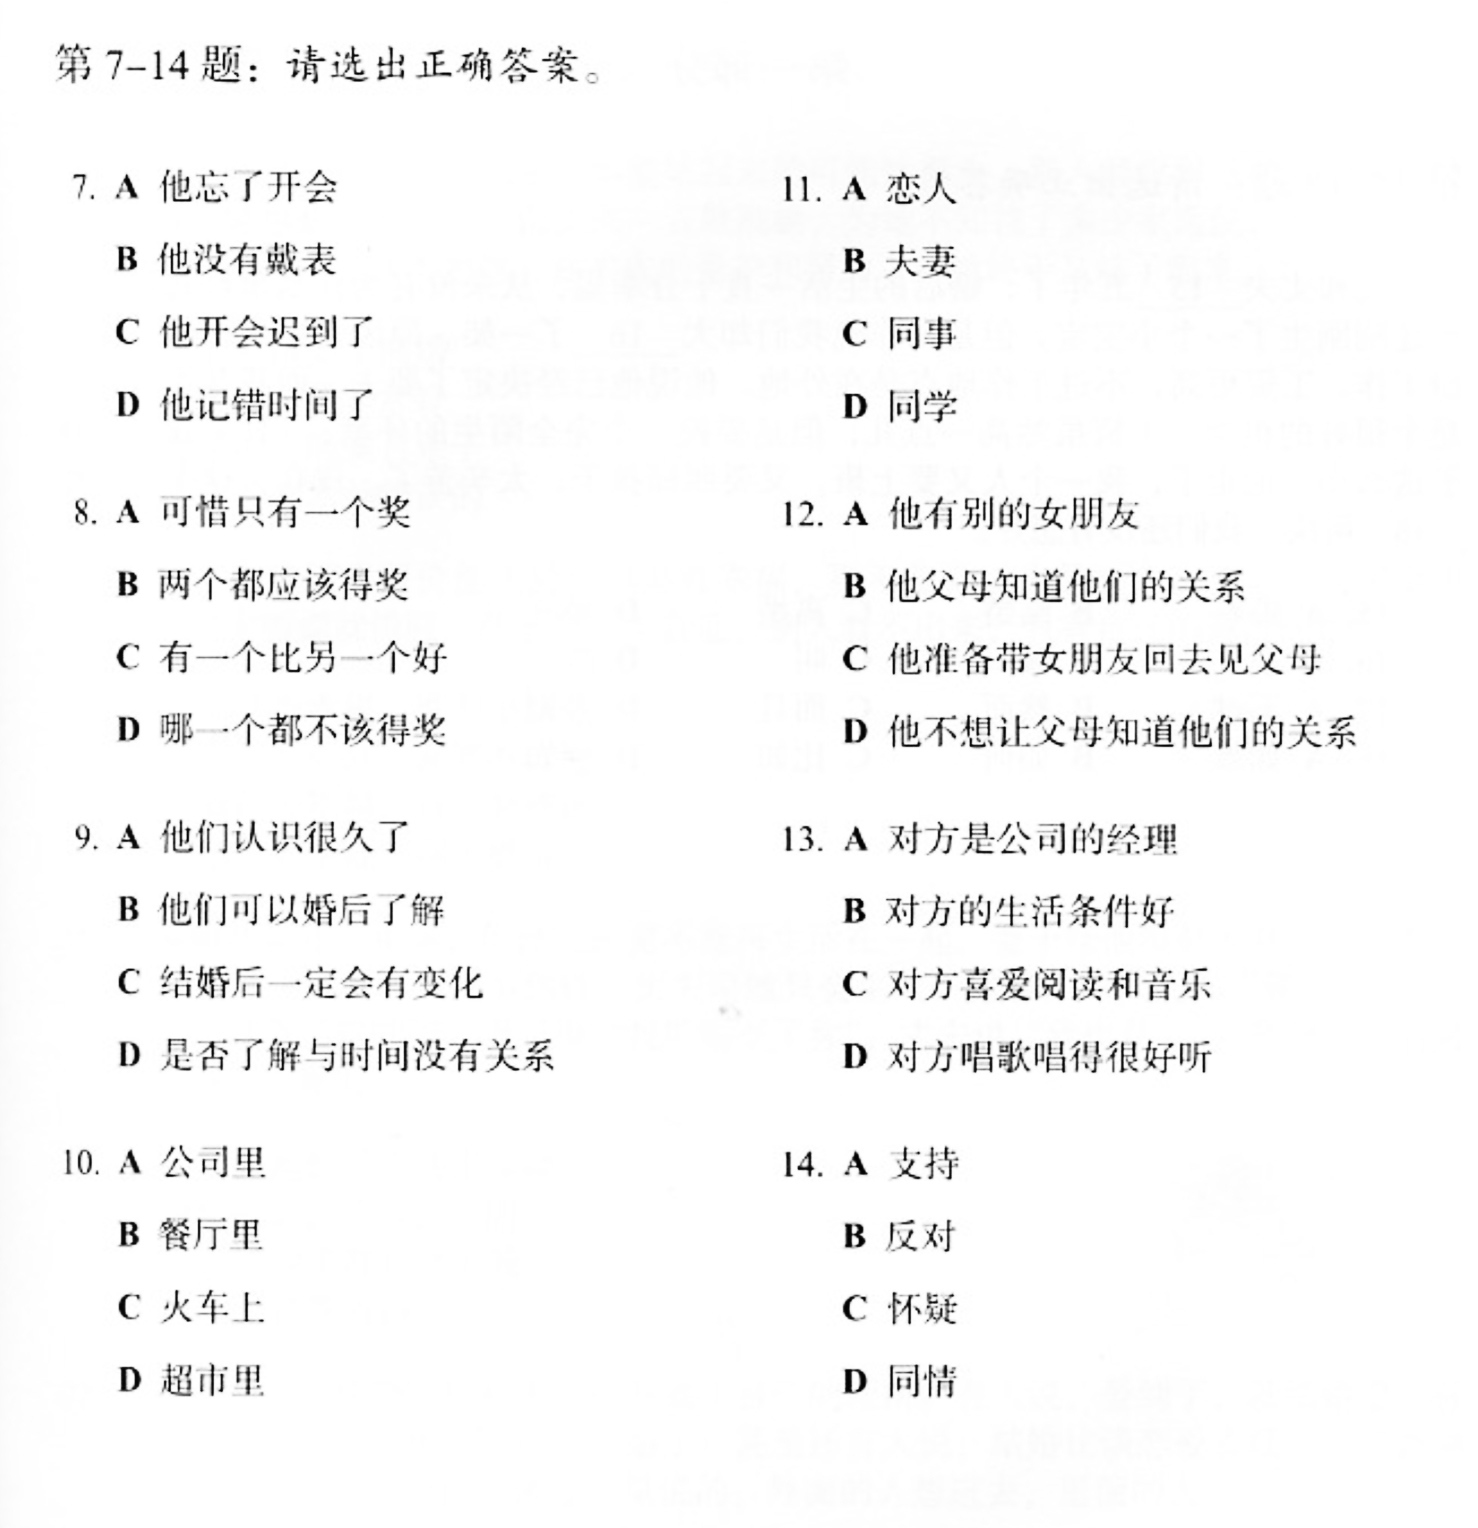 第7-14题：请选出正确答案。
7. A 他忘了开会
B 他没有戴表
C 他开会迟到了
D 他记错时间了
8. A 可惜只有一个奖
B 两个都应该得奖
C 有一个比另一个好
D 哪一个都不该得奖
9. A 他们认识很久了
B 他们可以婚后了解
C 结婚后一定会有变化
D 是否了解与时间没有关系
10. A 公司里
B 餐厅里
C 火车上
D 超市里
11. A 恋人
B 夫妻
C 同事
D 同学
12. A 他有别的女朋友
B 他父母知道他们的关系
C 他准备带女朋友回去见父母
D 他不想让父母知道他们的关系
13. A 对方是公司的经理
B 对方的生活条件好
C 对方喜爱阅读和音乐
D 对方唱歌唱得很好听
14. A 支持
B 反对
C 怀疑
D 同情